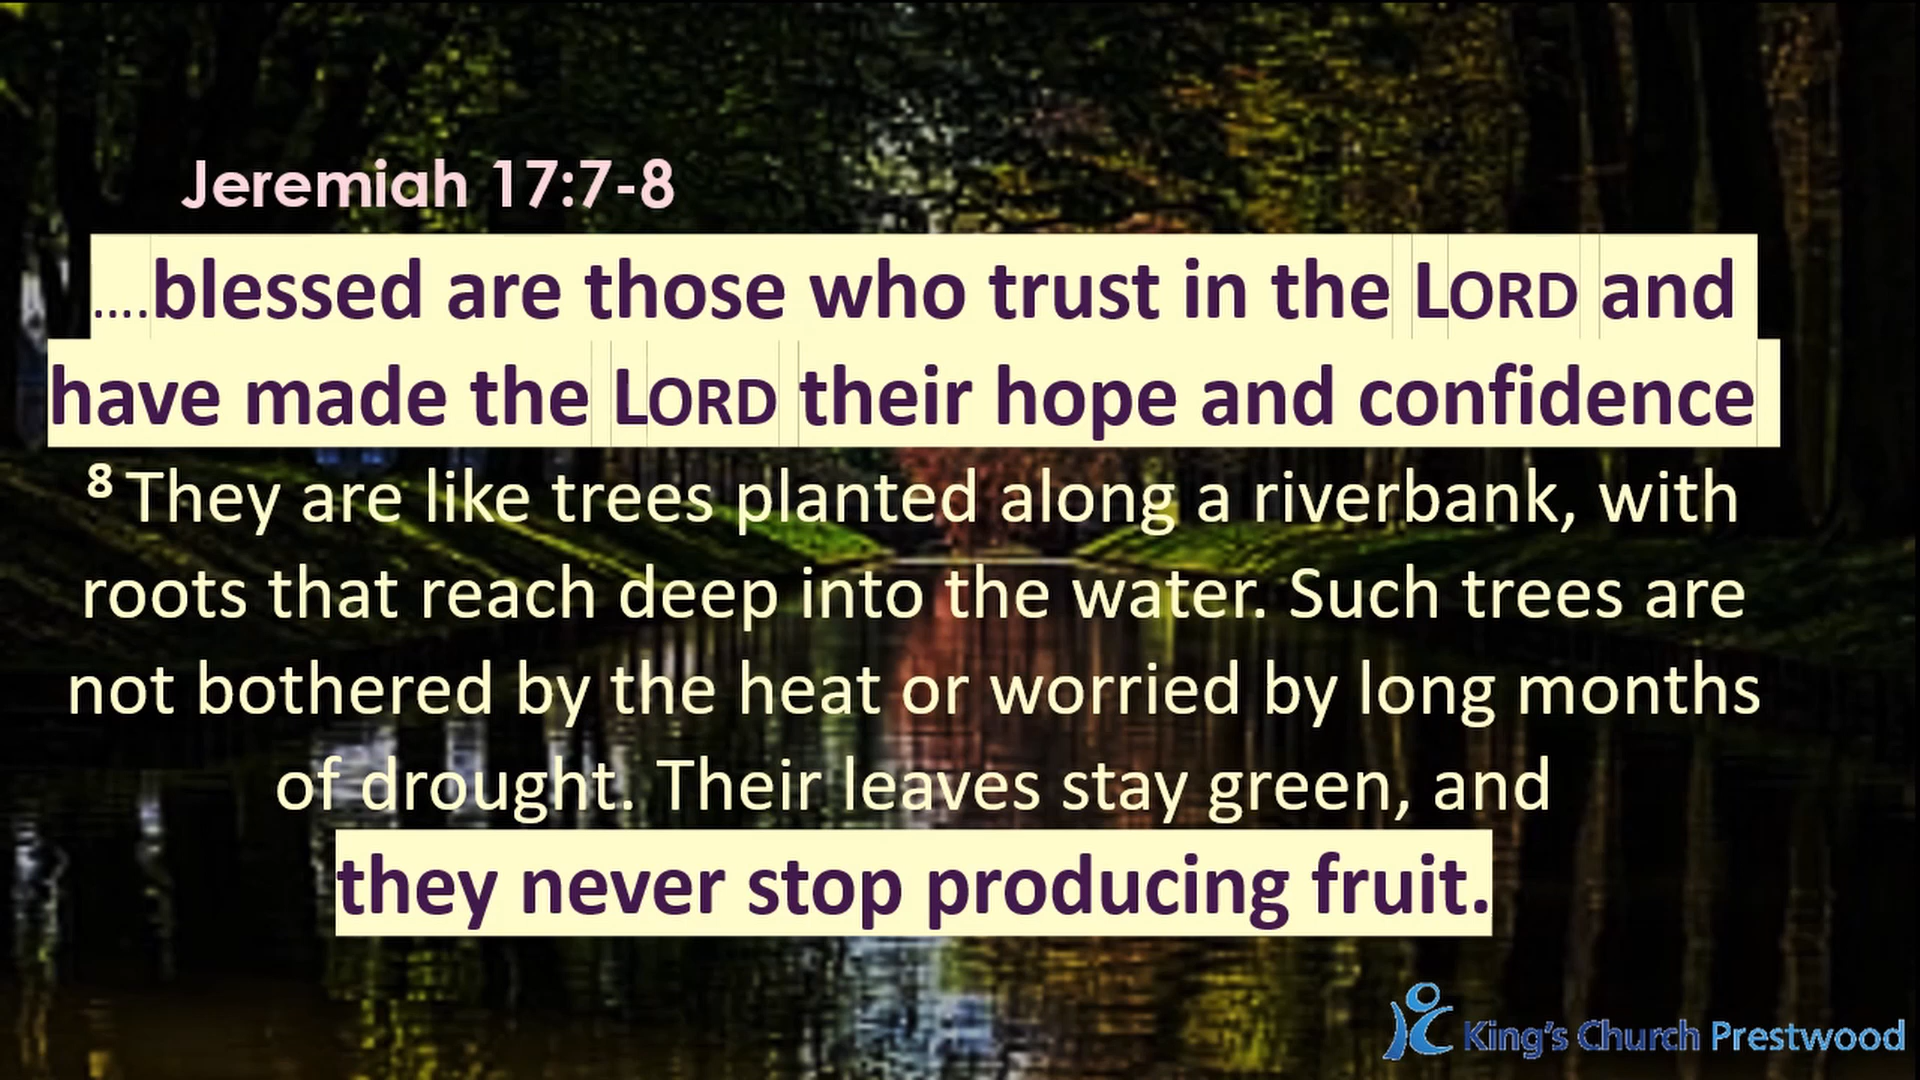 Jeremiah 17:7-8
....blessed are those who trust in the LORD and
have made the LORD their hope and confidence
8 They are like trees planted along a riverbank, with
roots that reach deep into the water. Such trees are
not bothered by the heat or worried by long months
of drought. Their leaves stay green, and
they never stop producing fruit.
King's Church Prestwood